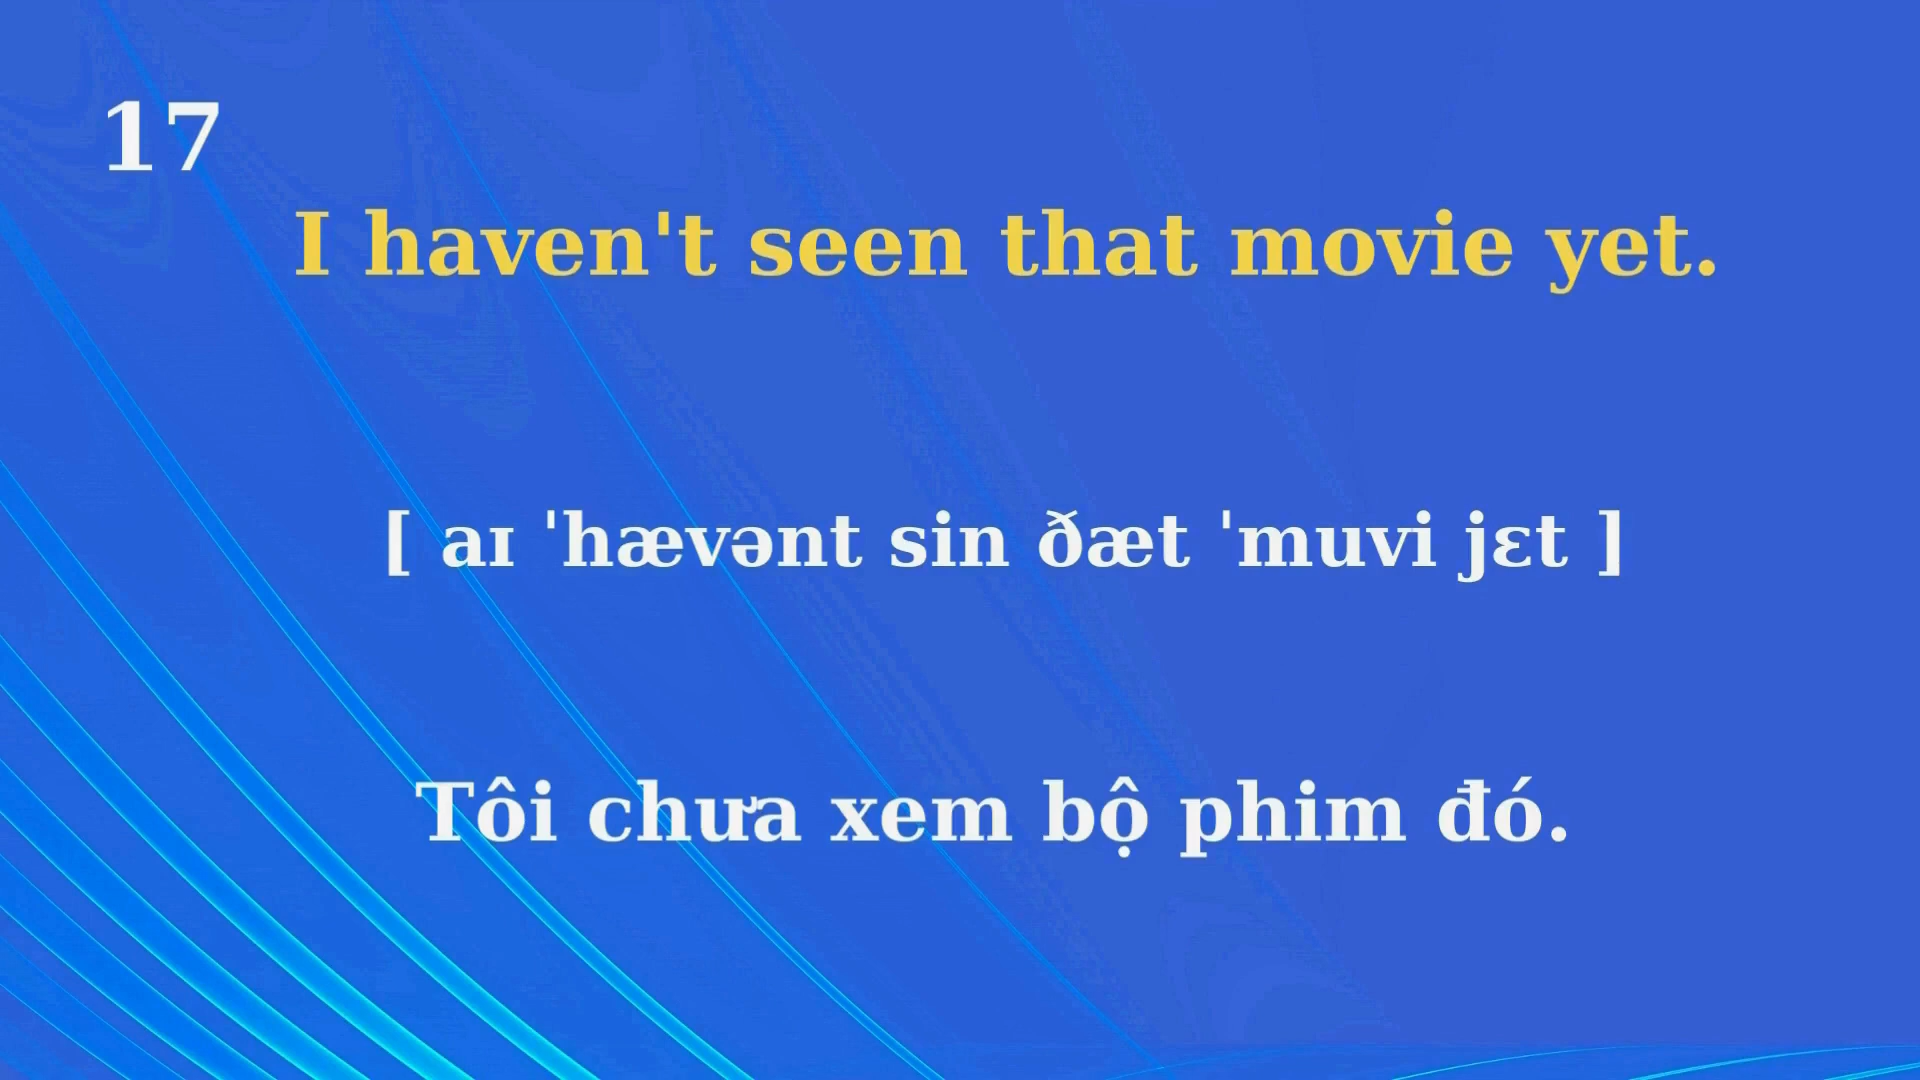 17
I haven't seen that movie yet.
[ aɪ ˈhævənt sin ðæt ˈmuvi jɛt ]
Tôi chưa xem bộ phim đó.